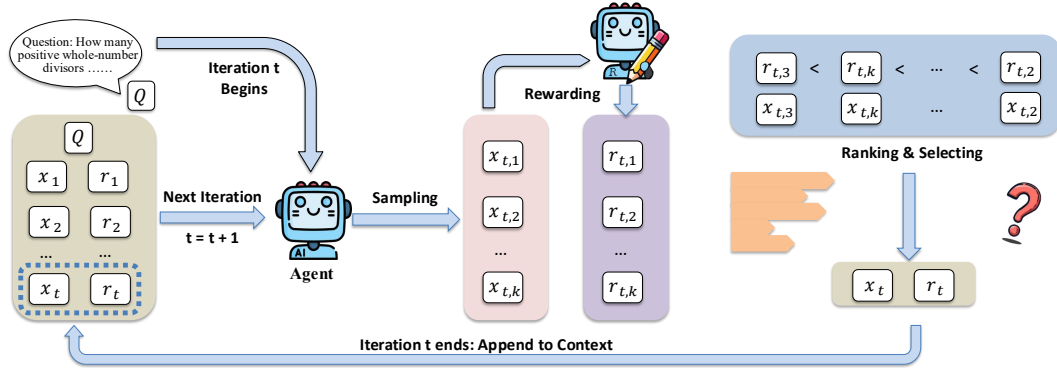 Question: How many
positive whole-number
divisors ……
Q
Iteration t
Begins
Q
x_1 r_1
x_2 r_2
... ...
x_t r_t
Next Iteration
t = t + 1
AI
Agent
Sampling
x_{t,1}
x_{t,2}
...
x_{t,k}
R
Rewarding
r_{t,1}
r_{t,2}
...
r_{t,k}
r_{t,3} < r_{t,k} < ... < r_{t,2}
x_{t,3} x_{t,k} ... x_{t,2}
Ranking & Selecting
?
x_t r_t
Iteration t ends: Append to Context